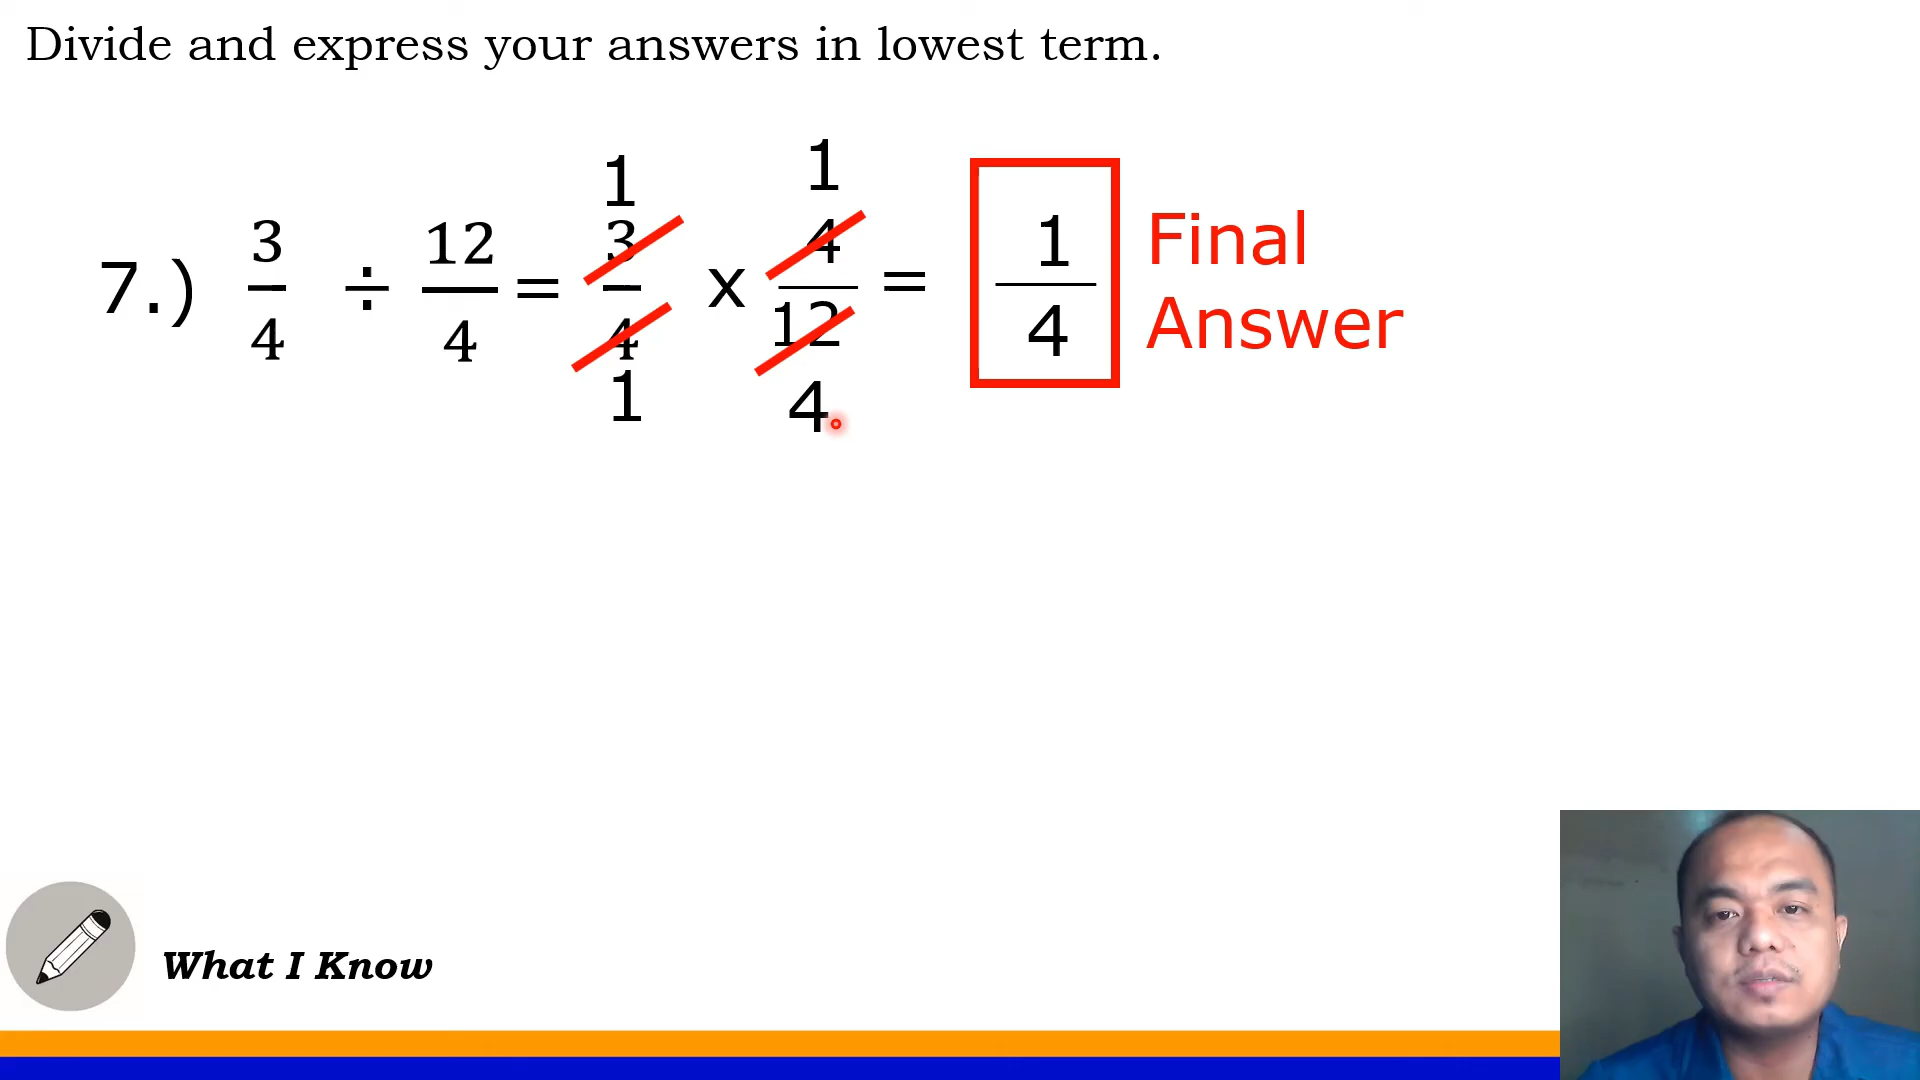 Divide and express your answers in lowest term.
1 1
7.) 3/4 ÷ 12/4 = 3/4 x 4/12 = 1/4 Final Answer
1 4
What I Know